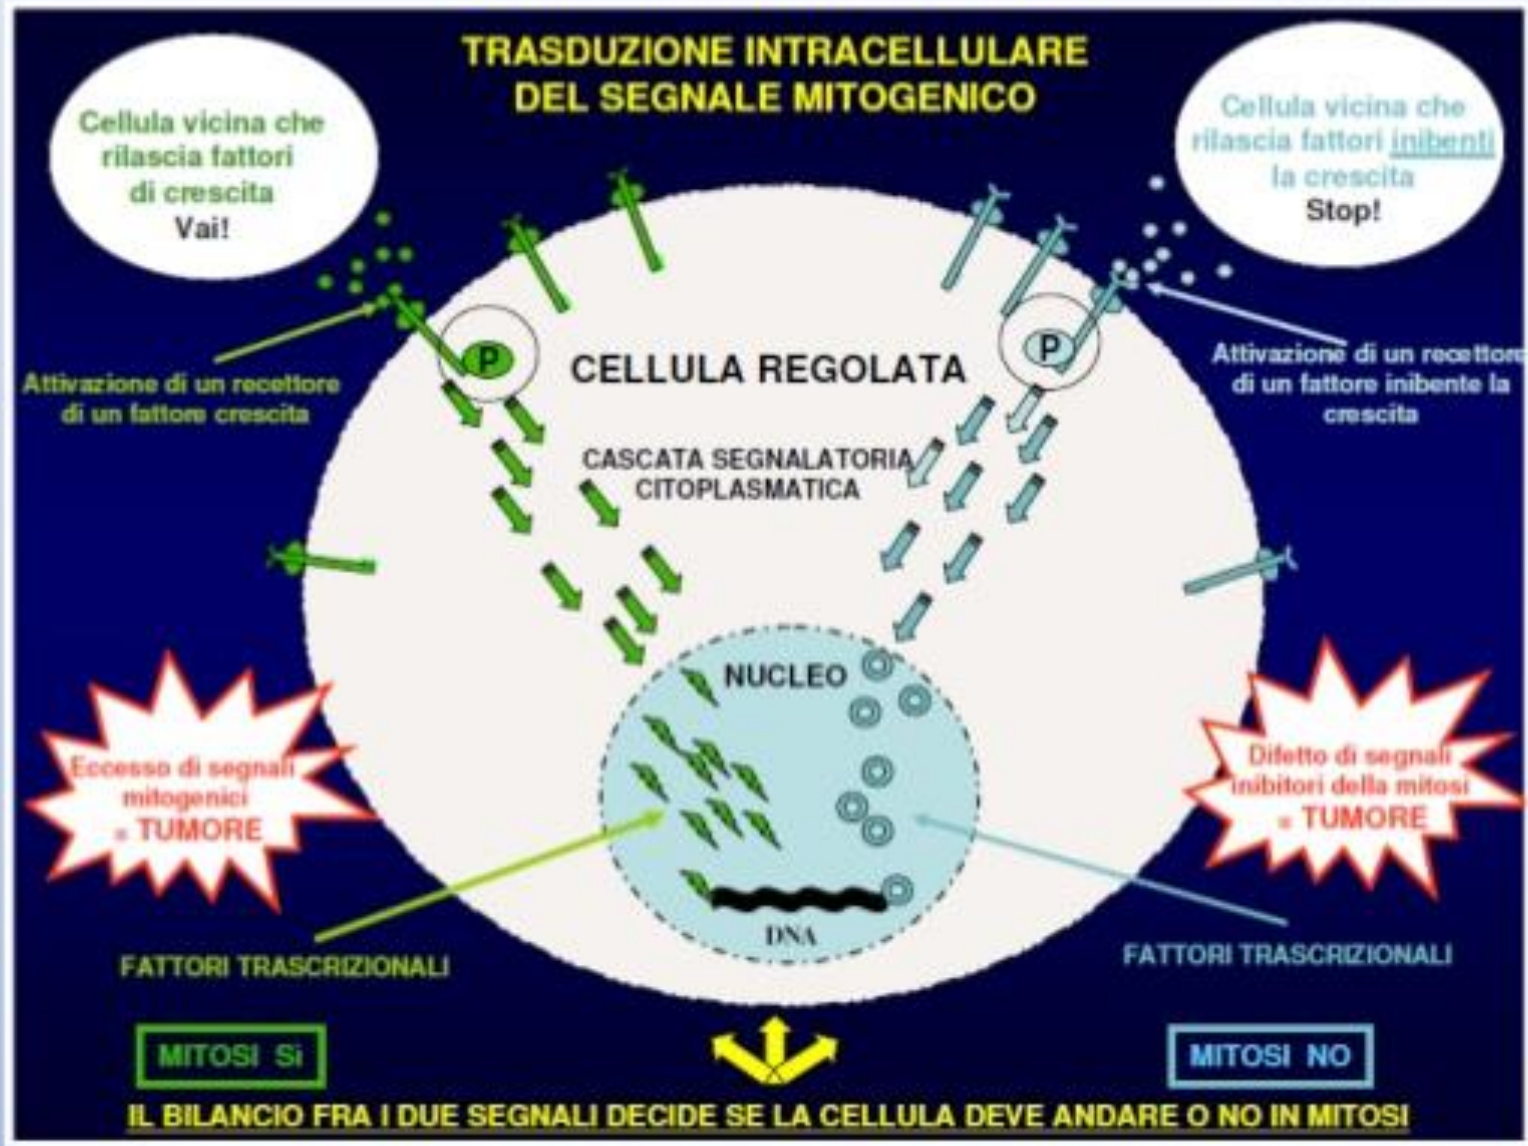 TRASDUZIONE INTRACELLULARE
DEL SEGNALE MITOGENICO
Cellula vicina che
rilascia fattori
di crescita
Vai!
Cellula vicina che
rilascia fattori inibenti
la crescita
Stop!
Attivazione di un recettore
di un fattore crescita
P
CELLULA REGOLATA
P
Attivazione di un recettore
di un fattore inibente la
crescita
CASCATA SEGNALATORIA
CITOPLASMATICA
NUCLEO
Eccesso di segnali
mitogenici
= TUMORE
Difetto di segnali
inibitori della mitosi
= TUMORE
DNA
FATTORI TRASCRIZIONALI
FATTORI TRASCRIZIONALI
MITOSI Sì
MITOSI NO
IL BILANCIO FRA I DUE SEGNALI DECIDE SE LA CELLULA DEVE ANDARE O NO IN MITOSI